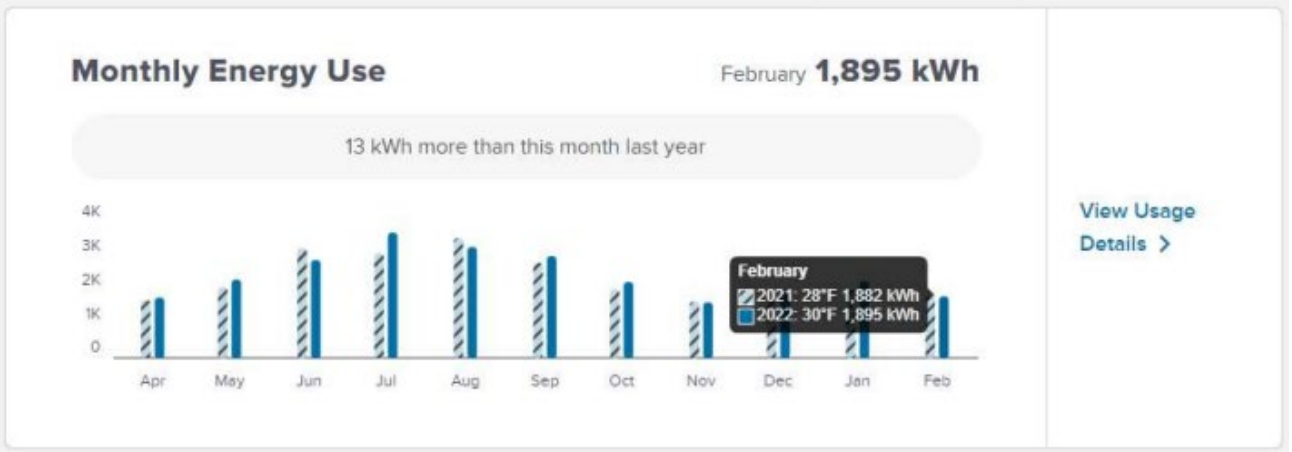 Monthly Energy Use
February 1,895 kWh
13 kWh more than this month last year
4K
3K
2K
1K
0
February
2021: 28°F 1,882 kWh
2022: 30°F 1,895 kWh
Apr May Jun Jul Aug Sep Oct Nov Dec Jan Feb
View Usage
Details >